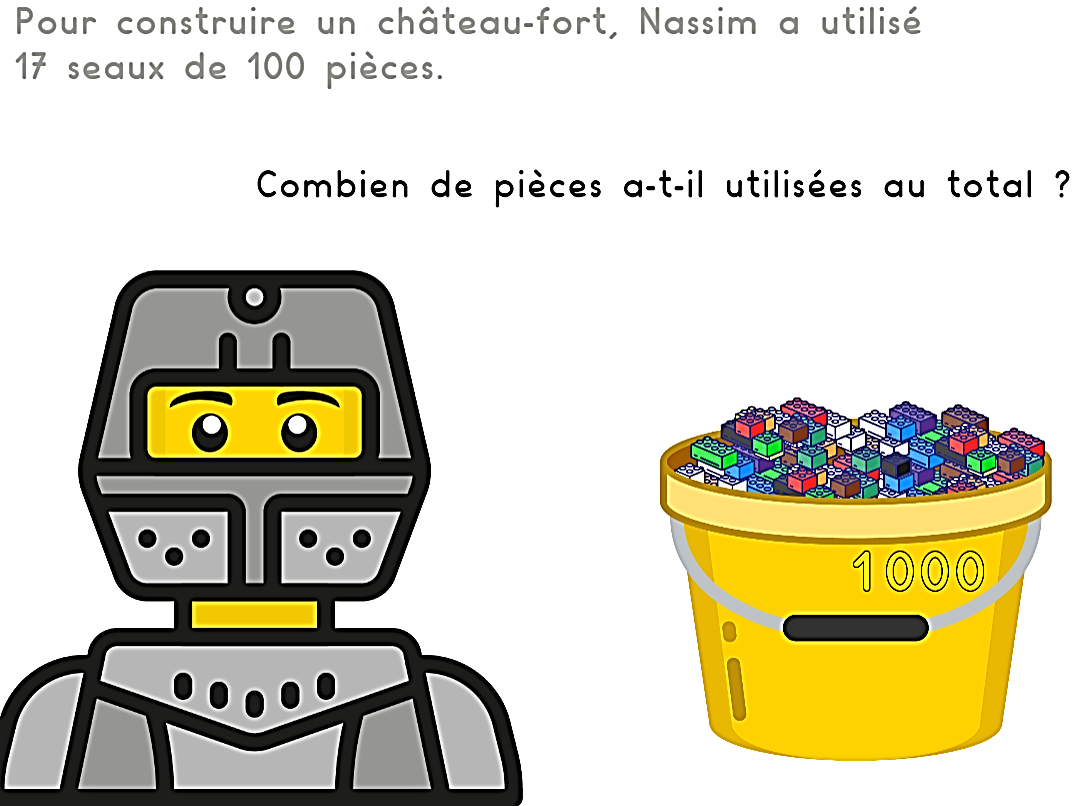 Pour construire un château-fort, Nassim a utilisé
17 seaux de 100 pièces.
Combien de pièces a-t-il utilisées au total ?
1000